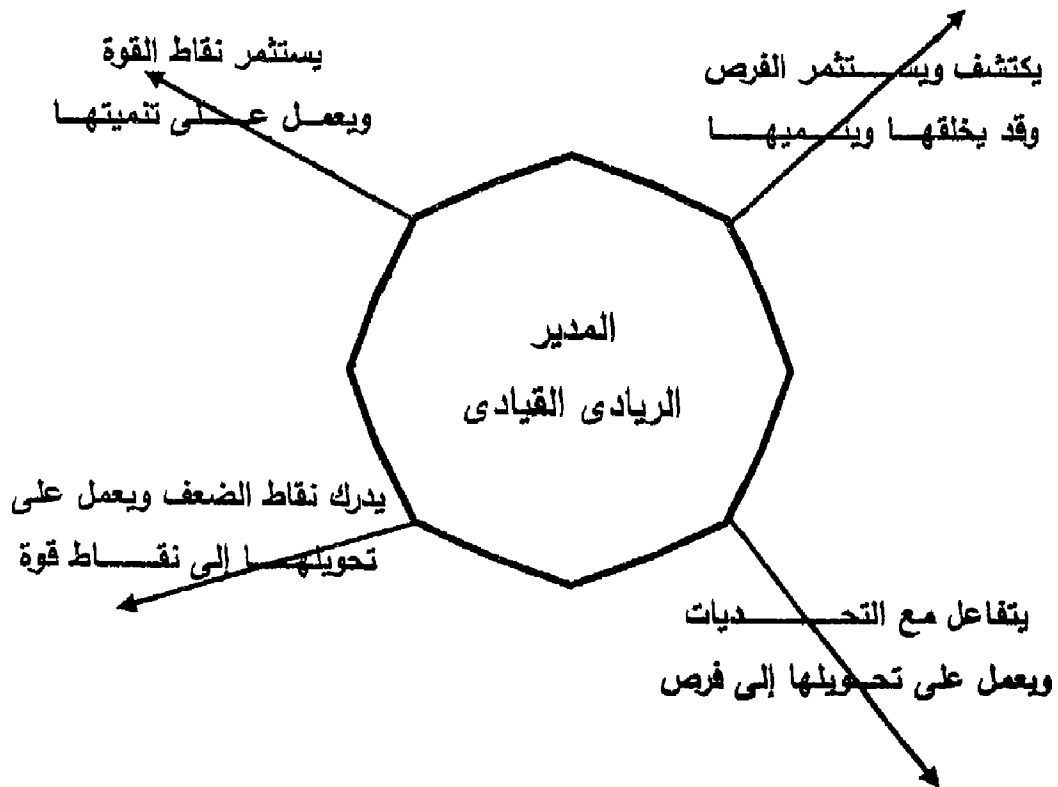 يكتشف ويستثمر الفرص
وقد يخلقها وينميها
يستثمر نقاط القوة
ويعمل على تنميتها
المدير
الريادى القيادى
يدرك نقاط الضعف ويعمل على
تحويلها إلى نقاط قوة
يتفاعل مع التحديات
ويعمل على تحويلها إلى فرص